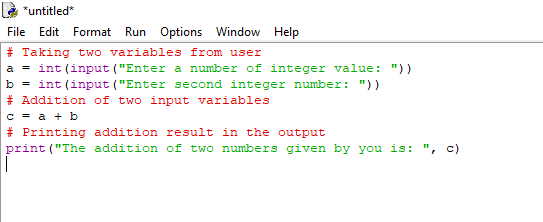 *untitled*
File Edit Format Run Options Window Help
# Taking two variables from user
a = int(input("Enter a number of integer value: "))
b = int(input("Enter second integer number: "))
# Addition of two input variables
c = a + b
# Printing addition result in the output
print("The addition of two numbers given by you is: ", c)